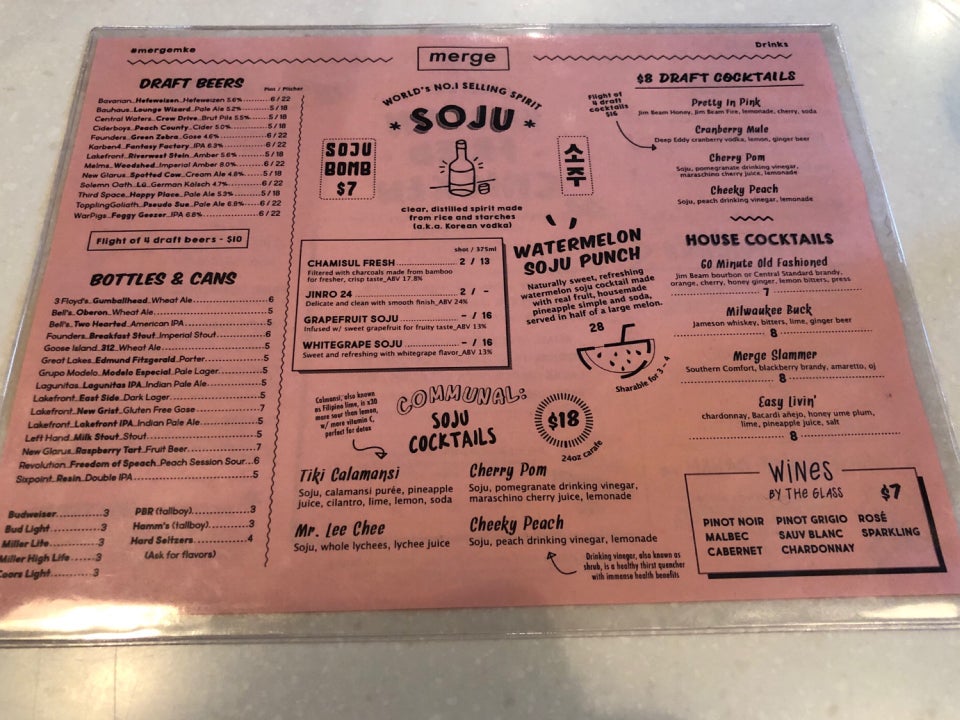 #mergemke
merge
Drinks
DRAFT BEERS
Pint / Pitcher
Bavarian..Hefeweizen..Hefeweizen 5.6%......6 / 22
Bauhaus..Lounge Wizard..Pale Ale 5.2%......5 / 18
Central Waters..Crew Drive..Brut Pils 5.5%......5 / 18
Ciderboys..Peach County..Cider 5.0%......5 / 18
Founders..Green Zebra..Gose 4.6%......6 / 22
Karben4..Fantasy Factory..IPA 6.3%......6 / 22
Lakefront..Riverwest Stein..Amber 5.6%......5 / 18
Melms..Woodshed..Imperial Amber 8.0%......6 / 22
New Glarus..Spotted Cow..Cream Ale 4.8%......5 / 18
Solemn Oath..Lü..German Kölsch 4.7%......6 / 22
Third Space..Happy Place..Pale Ale 5.3%......5 / 18
TopplingGoliath..Pseudo Sue..Pale Ale 6.8%......6 / 22
WarPigs..Foggy Geezer..IPA 6.8%......6 / 22
Flight of 4 draft beers - $10
BOTTLES & CANS
3 Floyd's..Gumballhead..Wheat Ale......6
Bell's..Oberon..Wheat Ale......5
Bell's..Two Hearted..American IPA......5
Founders..Breakfast Stout..Imperial Stout......6
Goose Island..312..Wheat Ale......5
Great Lakes..Edmund Fitzgerald..Porter......5
Grupo Modelo..Modelo Especial..Pale Lager......5
Lagunitas..Lagunitas IPA..Indian Pale Ale......5
Lakefront..East Side..Dark Lager......5
Lakefront..New Grist..Gluten Free Gose......7
Lakefront..Lakefront IPA..Indian Pale Ale......5
Left Hand..Milk Stout..Stout......5
New Glarus..Raspberry Tart..Fruit Beer......7
Revolution..Freedom of Speach..Peach Session Sour...6
Sixpoint..Resin..Double IPA......5
Budweiser......3
Bud Light......3
Miller Lite......3
Miller High Life...3
Coors Light......3
PBR (tallboy)......3
Hamm's (tallboy)......3
Hard Seltzers......4
(Ask for flavors)
WORLD'S NO.1 SELLING SPIRIT
* SOJU *
SOJU
BOMB
$7
소주
clear, distilled spirit made
from rice and starches
(a.k.a. Korean vodka)
shot / 375ml
CHAMISUL FRESH ...... 2 / 13
Filtered with charcoals made from bamboo
for fresher, crisp taste_ABV 17.8%
JINRO 24 ...... 2 / -
Delicate and clean with smooth finish_ABV 24%
GRAPEFRUIT SOJU ...... - / 16
Infused w/ sweet grapefruit for fruity taste_ABV 13%
WHITEGRAPE SOJU ...... - / 16
Sweet and refreshing with whitegrape flavor_ABV 13%
WATERMELON
SOJU PUNCH
Naturally sweet, refreshing
watermelon soju cocktail made
with real fruit, housemade
pineapple simple and soda,
served in half of a large melon.
28
Sharable for 3 - 4
Calmansi, also known
as Filipino lime, is x30
more sour than lemon,
w/ more vitamin C,
perfect for detox
COMMUNAL:
SOJU
COCKTAILS
$18
24oz carafe
Tiki Calamansi
Soju, calamansi purée, pineapple
juice, cilantro, lime, lemon, soda
Mr. Lee Chee
Soju, whole lychees, lychee juice
Cherry Pom
Soju, pomegranate drinking vinegar,
maraschino cherry juice, lemonade
Cheeky Peach
Soju, peach drinking vinegar, lemonade
Drinking vinegar, also known as
shrub, is a healthy thirst quencher
with immense health benefits
$8 DRAFT COCKTAILS
Flight of
4 draft
cocktails
$16
Pretty In Pink
Jim Beam Honey, Jim Beam Fire, lemonade, cherry, soda
Cranberry Mule
Deep Eddy cranberry vodka, lemon, ginger beer
Cherry Pom
Soju, pomegranate drinking vinegar,
maraschino cherry juice, lemonade
Cheeky Peach
Soju, peach drinking vinegar, lemonade
HOUSE COCKTAILS
60 Minute Old Fashioned
Jim Beam bourbon or Central Standard brandy,
orange, cherry, honey ginger, lemon bitters, press
7
Milwaukee Buck
Jameson whiskey, bitters, lime, ginger beer
8
Merge Slammer
Southern Comfort, blackberry brandy, amaretto, oj
8
Easy Livin'
chardonnay, Bacardi añejo, honey ume plum,
lime, pineapple juice, salt
8
WINES
BY THE GLASS
$7
PINOT NOIR PINOT GRIGIO ROSÉ
MALBEC SAUV BLANC SPARKLING
CABERNET CHARDONNAY